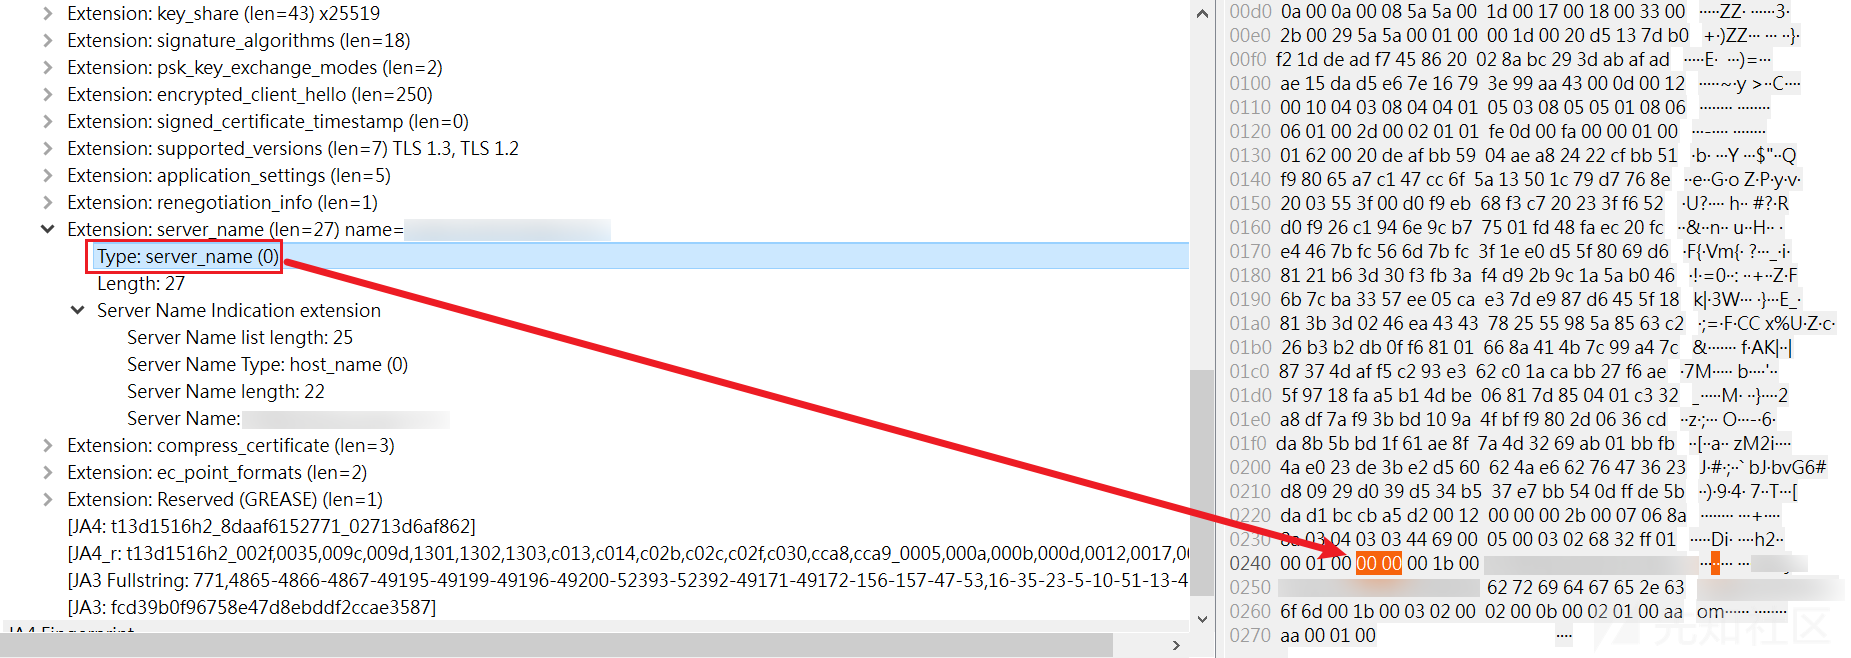 Extension: key_share (len=43) x25519
Extension: signature_algorithms (len=18)
Extension: psk_key_exchange_modes (len=2)
Extension: encrypted_client_hello (len=250)
Extension: signed_certificate_timestamp (len=0)
Extension: supported_versions (len=7) TLS 1.3, TLS 1.2
Extension: application_settings (len=5)
Extension: renegotiation_info (len=1)
Extension: server_name (len=27) name=
Type: server_name (0)
Length: 27
Server Name Indication extension
Server Name list length: 25
Server Name Type: host_name (0)
Server Name length: 22
Server Name:
Extension: compress_certificate (len=3)
Extension: ec_point_formats (len=2)
Extension: Reserved (GREASE) (len=1)
[JA4: t13d1516h2_8daaf6152771_02713d6af862]
[JA4_r: t13d1516h2_002f,0035,009c,009d,1301,1302,1303,c013,c014,c02b,c02c,c02f,c030,cca8,cca9_0005,000a,000b,000d,0012,0017,0
[JA3 Fullstring: 771,4865-4866-4867-49195-49199-49196-49200-52393-52392-49171-49172-156-157-47-53,16-35-23-5-10-51-13-4
[JA3: fcd39b0f96758e47d8ebddf2ccae3587]
JA4 Fingerprint
00d0 0a 00 0a 00 08 5a 5a 00 1d 00 17 00 18 00 33 00 ·····ZZ· ······3·
00e0 2b 00 29 5a 5a 00 01 00 00 1d 00 20 d5 13 7d b0 +·)ZZ··· ··· ··}·
00f0 f2 1d de ad f7 45 86 20 02 8a bc 29 3d ab af ad ·····E· ···)=···
0100 ae 15 da d5 e6 7e 16 79 3e 99 aa 43 00 0d 00 12 ·····~·y >··C····
0110 00 10 04 03 08 04 04 01 05 03 08 05 05 01 08 06 ········ ········
0120 06 01 00 2d 00 02 01 01 fe 0d 00 fa 00 00 01 00 ···-···· ········
0130 01 62 00 20 de af bb 59 04 ae a8 24 22 cf bb 51 ·b· ···Y ···$"··Q
0140 f9 80 65 a7 c1 47 cc 6f 5a 13 50 1c 79 d7 76 8e ··e··G·o Z·P·y·v·
0150 20 03 55 3f 00 d0 f9 eb 68 f3 c7 20 23 3f f6 52 ·U?···· h·· #?·R
0160 d0 f9 26 c1 94 6e 9c b7 75 01 fd 48 fa ec 20 fc ··&··n·· u··H·· ·
0170 e4 46 7b fc 56 6d 7b fc 3f 1e e0 d5 5f 80 69 d6 ·F{·Vm{· ?···_·i·
0180 81 21 b6 3d 30 f3 fb 3a f4 d9 2b 9c 1a 5a b0 46 ·!·=0··: ··+··Z·F
0190 6b 7c ba 33 57 ee 05 ca e3 7d e9 87 d6 45 5f 18 k|·3W··· ·}···E_·
01a0 81 3b 3d 02 46 ea 43 43 78 25 55 98 5a 85 63 c2 ·;=·F·CC x%U·Z·c·
01b0 26 b3 b2 db 0f f6 81 01 66 8a 41 4b 7c 99 a4 7c &······· f·AK|··|
01c0 87 37 4d af f5 c2 93 e3 62 c0 1a ca bb 27 f6 ae ·7M····· b····'··
01d0 5f 97 18 fa a5 b1 4d be 06 81 7d 85 04 01 c3 32 _·····M· ··}····2
01e0 a8 df 7a f9 3b bd 10 9a 4f bf f9 80 2d 06 36 cd ··z·;··· O···-·6·
01f0 da 8b 5b bd 1f 61 ae 8f 7a 4d 32 69 ab 01 bb fb ··[··a·· zM2i····
0200 4a e0 23 de 3b e2 d5 60 62 4a e6 62 76 47 36 23 J·#·;··` bJ·bvG6#
0210 d8 09 29 d0 39 d5 34 b5 37 e7 bb 54 0d ff de 5b ··)·9·4· 7··T···[
0220 da d1 bc cb a5 d2 00 12 00 00 00 2b 00 07 06 8a ········ ···+····
0230 8a 03 04 03 03 44 69 00 05 00 03 02 68 32 ff 01 ·····Di· ····h2··
0240 00 01 00 00 00 00 1b 00
0250 62 72 69 64 67 65 2e 63
0260 6f 6d 00 1b 00 03 02 00 02 00 0b 00 02 01 00 aa om······ ········
0270 aa 00 01 00 ····
先知社区